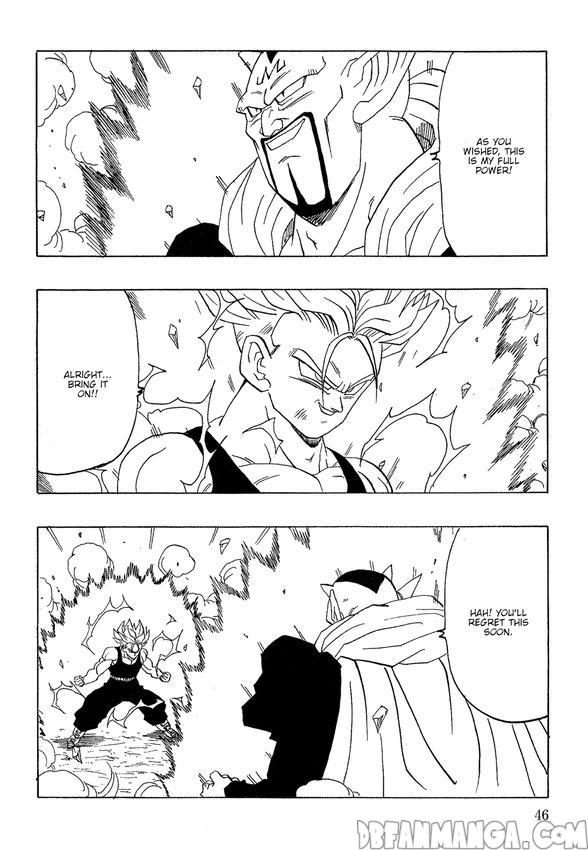 AS YOU
WISHED, THIS
IS MY FULL
POWER!
ALRIGHT...
BRING IT
ON!!
HAH! YOU'LL
REGRET THIS
SOON.
46
DBFANMANGA.COM